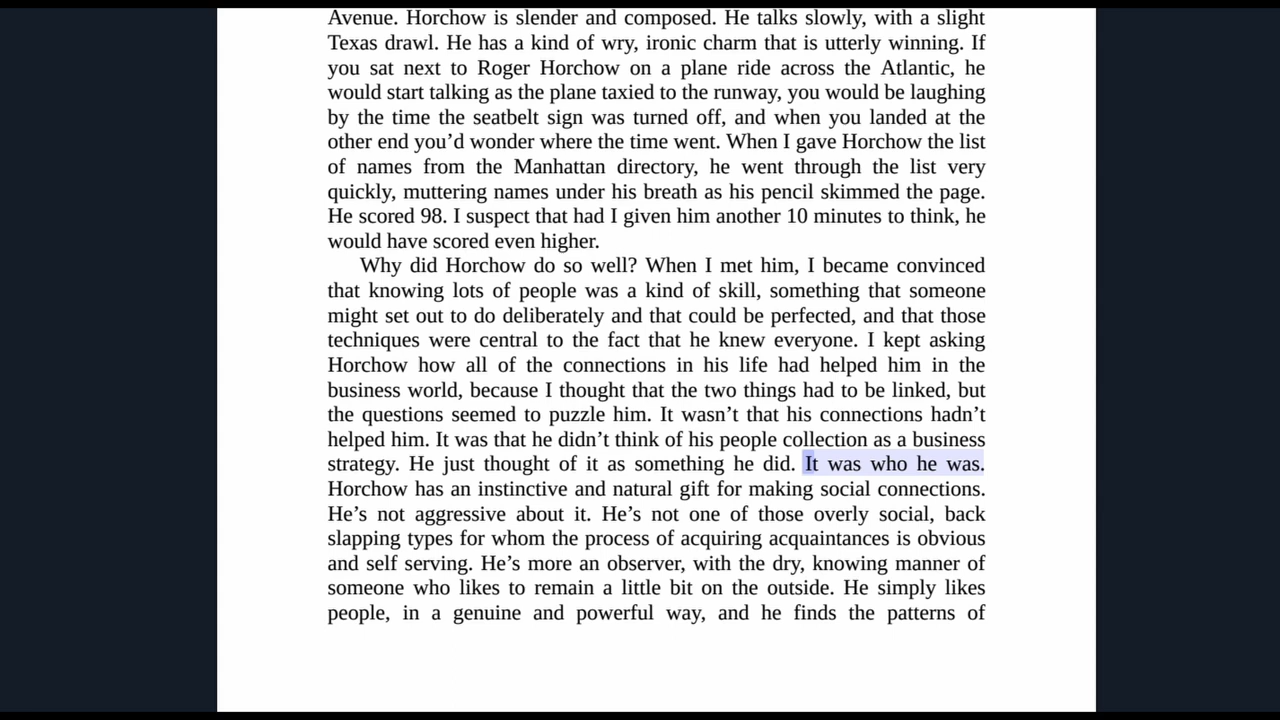 Avenue. Horchow is slender and composed. He talks slowly, with a slight
Texas drawl. He has a kind of wry, ironic charm that is utterly winning. If
you sat next to Roger Horchow on a plane ride across the Atlantic, he
would start talking as the plane taxied to the runway, you would be laughing
by the time the seatbelt sign was turned off, and when you landed at the
other end you’d wonder where the time went. When I gave Horchow the list
of names from the Manhattan directory, he went through the list very
quickly, muttering names under his breath as his pencil skimmed the page.
He scored 98. I suspect that had I given him another 10 minutes to think, he
would have scored even higher.
Why did Horchow do so well? When I met him, I became convinced
that knowing lots of people was a kind of skill, something that someone
might set out to do deliberately and that could be perfected, and that those
techniques were central to the fact that he knew everyone. I kept asking
Horchow how all of the connections in his life had helped him in the
business world, because I thought that the two things had to be linked, but
the questions seemed to puzzle him. It wasn’t that his connections hadn’t
helped him. It was that he didn’t think of his people collection as a business
strategy. He just thought of it as something he did. It was who he was.
Horchow has an instinctive and natural gift for making social connections.
He’s not aggressive about it. He’s not one of those overly social, back
slapping types for whom the process of acquiring acquaintances is obvious
and self serving. He’s more an observer, with the dry, knowing manner of
someone who likes to remain a little bit on the outside. He simply likes
people, in a genuine and powerful way, and he finds the patterns of